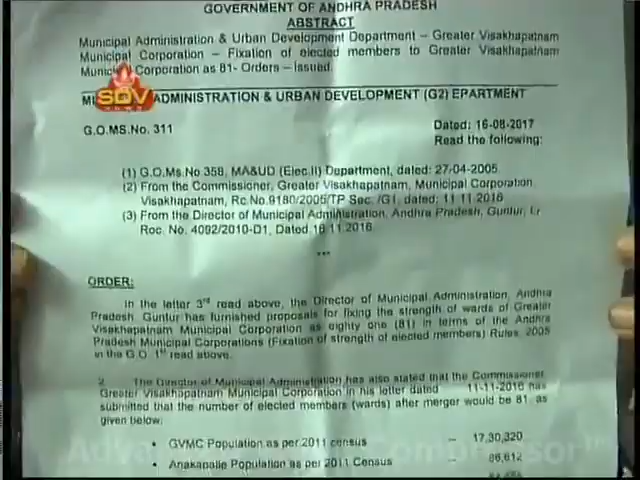 GOVERNMENT OF ANDHRA PRADESH
ABSTRACT
Municipal Administration & Urban Development Department – Greater Visakhapatnam
Municipal Corporation – Fixation of elected members to Greater Visakhapatnam
Corporation as 81- Orders – Issued.
SDV
ADMINISTRATION & URBAN DEVELOPMENT (G2) EPARTMENT
G.O.MS.No. 311
Dated: 16-08-2017
Read the following:
(1) G.O.Ms.No 358, MA&UD (Elec.II) Department, dated: 27-04-2005.
(2) From the Commissioner, Greater Visakhapatnam, Municipal Corporation
Visakhapatnam, Rc.No.9180/2005/TP Sec. /G1, dated: 11.11.2016
(3) From the Director of Municipal Administration, Andhra Pradesh, Guntur, Lr
Roc. No. 4092/2010-D1, Dated 16.11.2016
***
ORDER:
In the letter 3rd read above, the Director of Municipal Administration, Andhra
Pradesh, Guntur has furnished proposals for fixing the strength of wards of Greater
Visakhapatnam Municipal Corporation as eighty one (81) in terms of the Andhra
Pradesh Municipal Corporations (Fixation of strength of elected members) Rules, 2005
in the G.O. 1st read above.
2. The Director of Municipal Administration has also stated that the Commissioner,
Greater Visakhapatnam Municipal Corporation in his letter dated 11-11-2016 has
submitted that the number of elected members (wards) after merger would be 81 as
given below:
• GVMC Population as per 2011 census – 17,30,320
• Anakapalle Population as per 2011 Census – 86,612